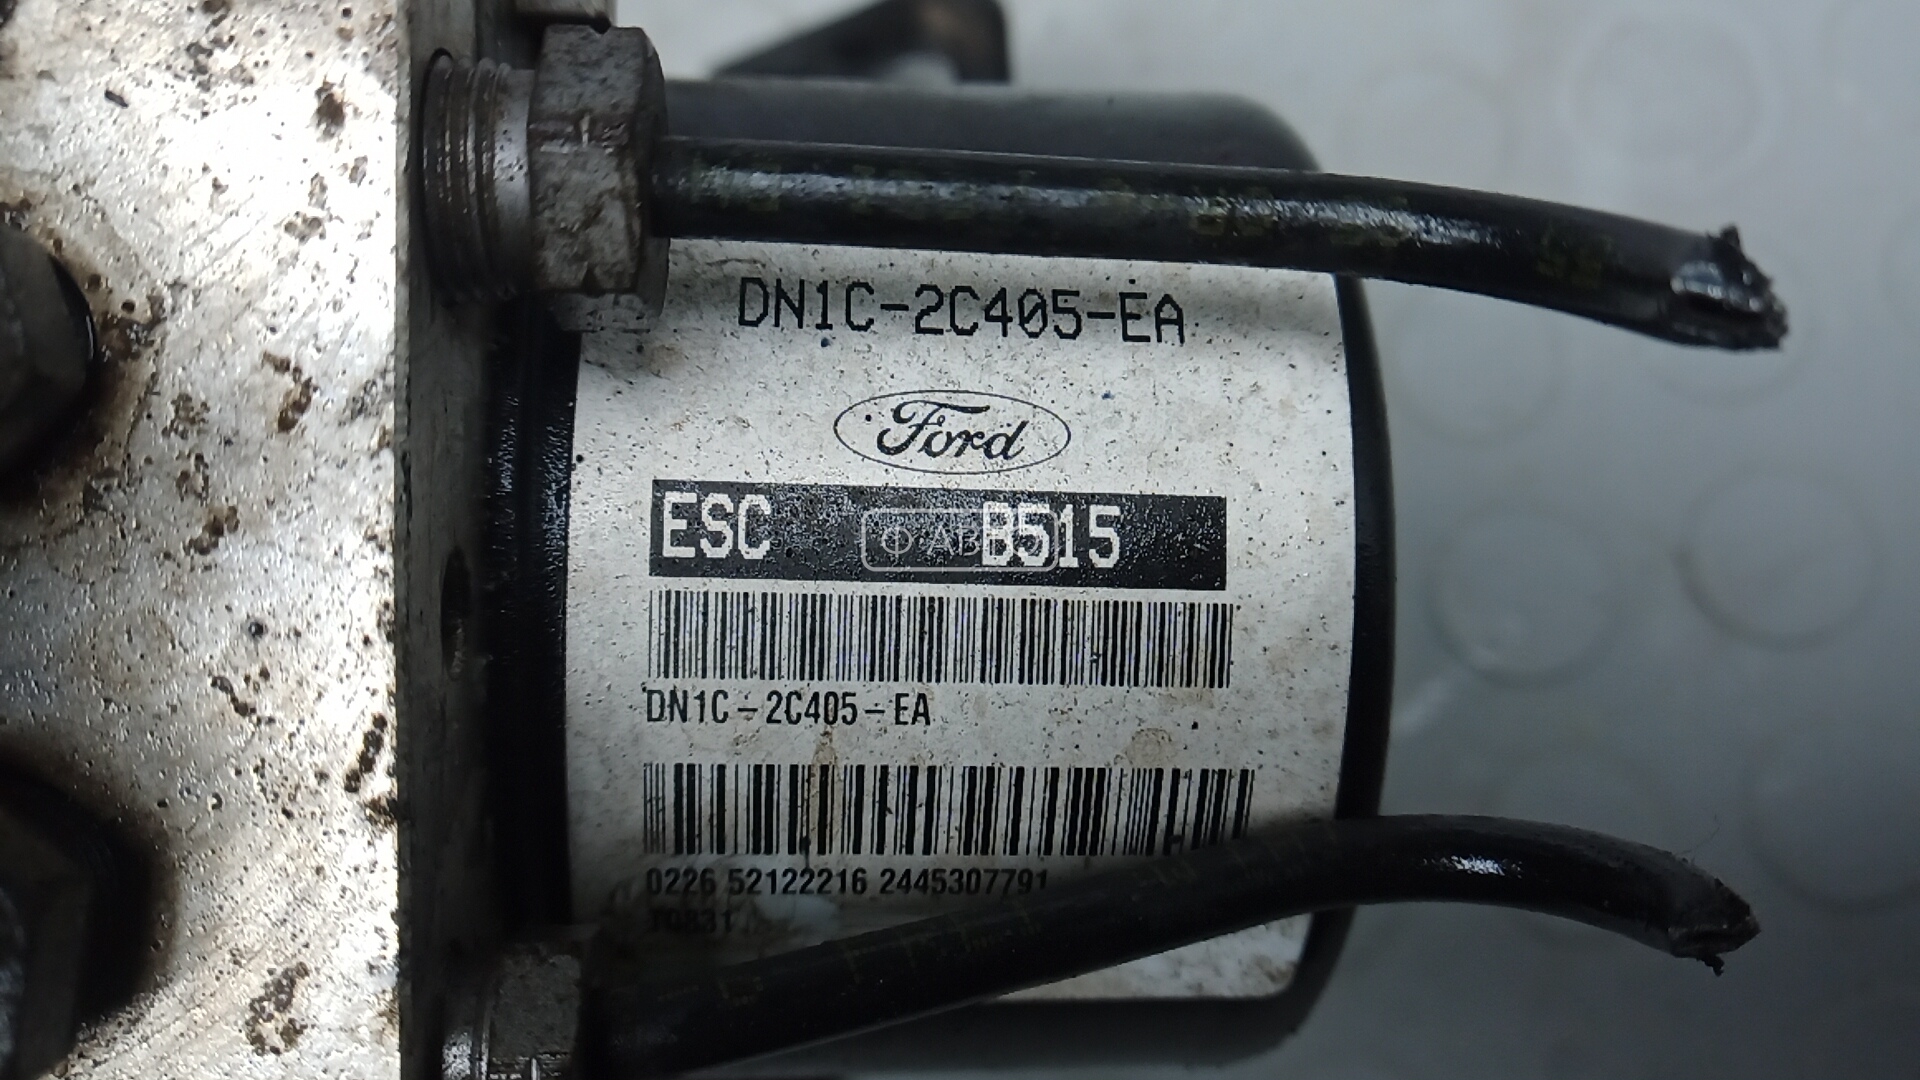 DN1C-2C405-EA
Ford
ESC B515
DN1C-2C405-EA
0226 52122216 2445307791